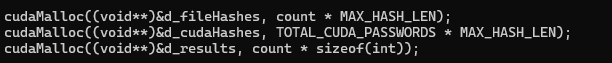 cudaMalloc((void**)&d_fileHashes, count * MAX_HASH_LEN);
cudaMalloc((void**)&d_cudaHashes, TOTAL_CUDA_PASSWORDS * MAX_HASH_LEN);
cudaMalloc((void**)&d_results, count * sizeof(int));